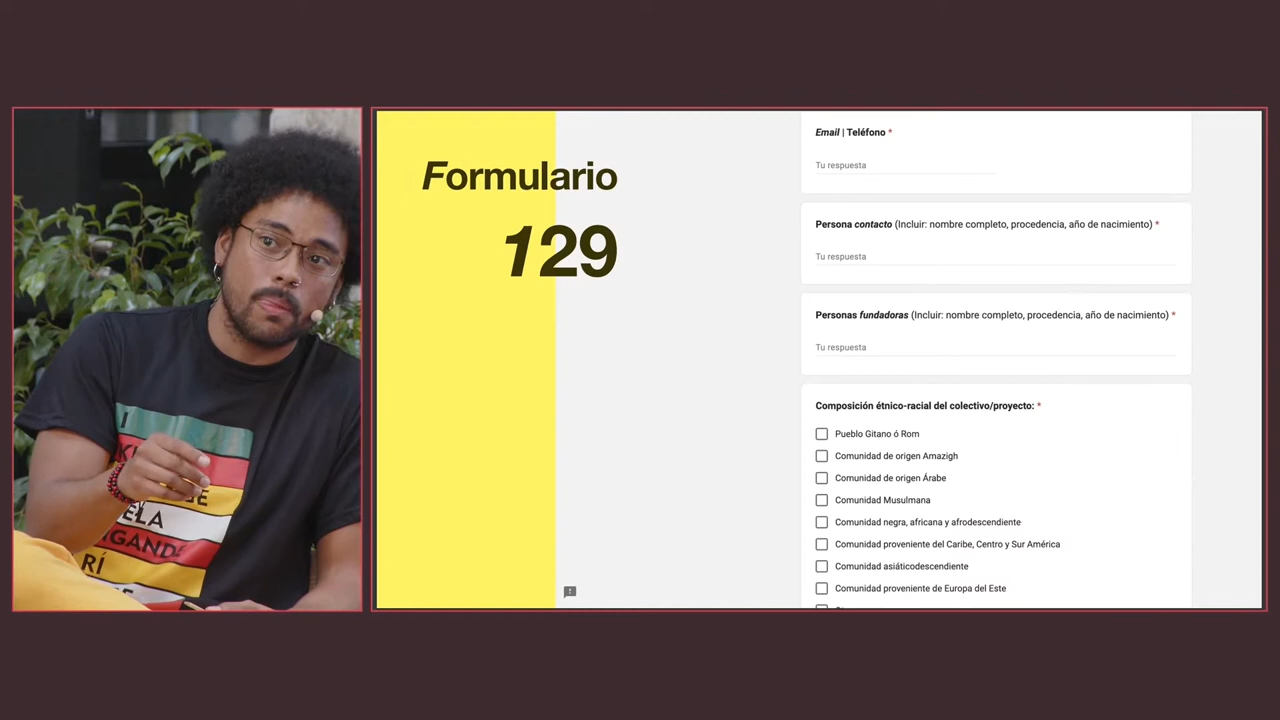 I
ELA
RÍ
Formulario
129
Email | Teléfono *
Tu respuesta
Persona contacto (Incluir: nombre completo, procedencia, año de nacimiento) *
Tu respuesta
Personas fundadoras (Incluir: nombre completo, procedencia, año de nacimiento) *
Tu respuesta
Composición étnico-racial del colectivo/proyecto: *
Pueblo Gitano ó Rom
Comunidad de origen Amazigh
Comunidad de origen Árabe
Comunidad Musulmana
Comunidad negra, africana y afrodescendiente
Comunidad proveniente del Caribe, Centro y Sur América
Comunidad asiáticodescendiente
Comunidad proveniente de Europa del Este